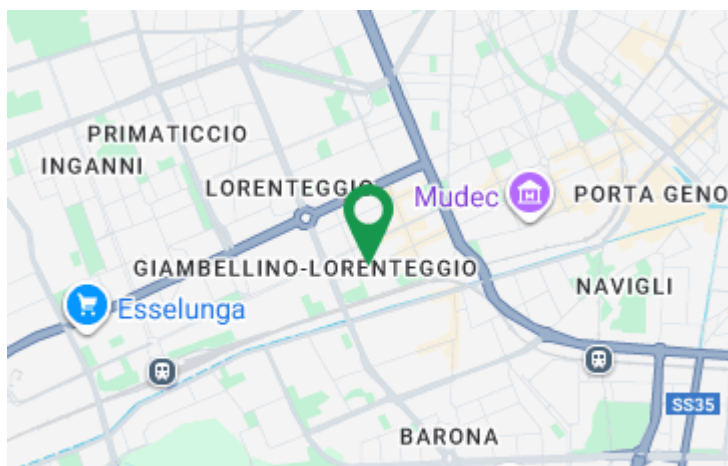 PRIMATICCIO
INGANNI
LORENTEGGIO
Mudec
PORTA GENO
GIAMBELLINO-LORENTEGGIO
NAVIGLI
Esselunga
SS35
BARONA